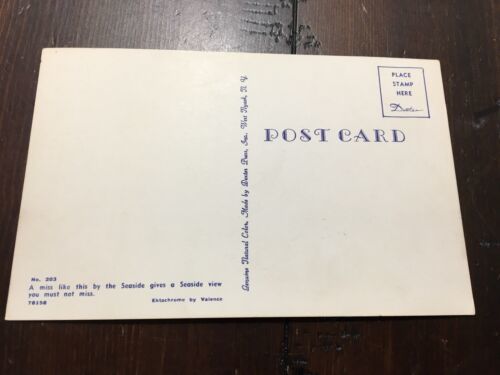 No. 203
A miss like this by the Seaside gives a Seaside view
you must not miss.
78158
Ektachrome by Valence
Genuine Natural Color, Made by Dexter Press, Inc. West Nyack, N. Y.
POST CARD
PLACE
STAMP
HERE
Dexter